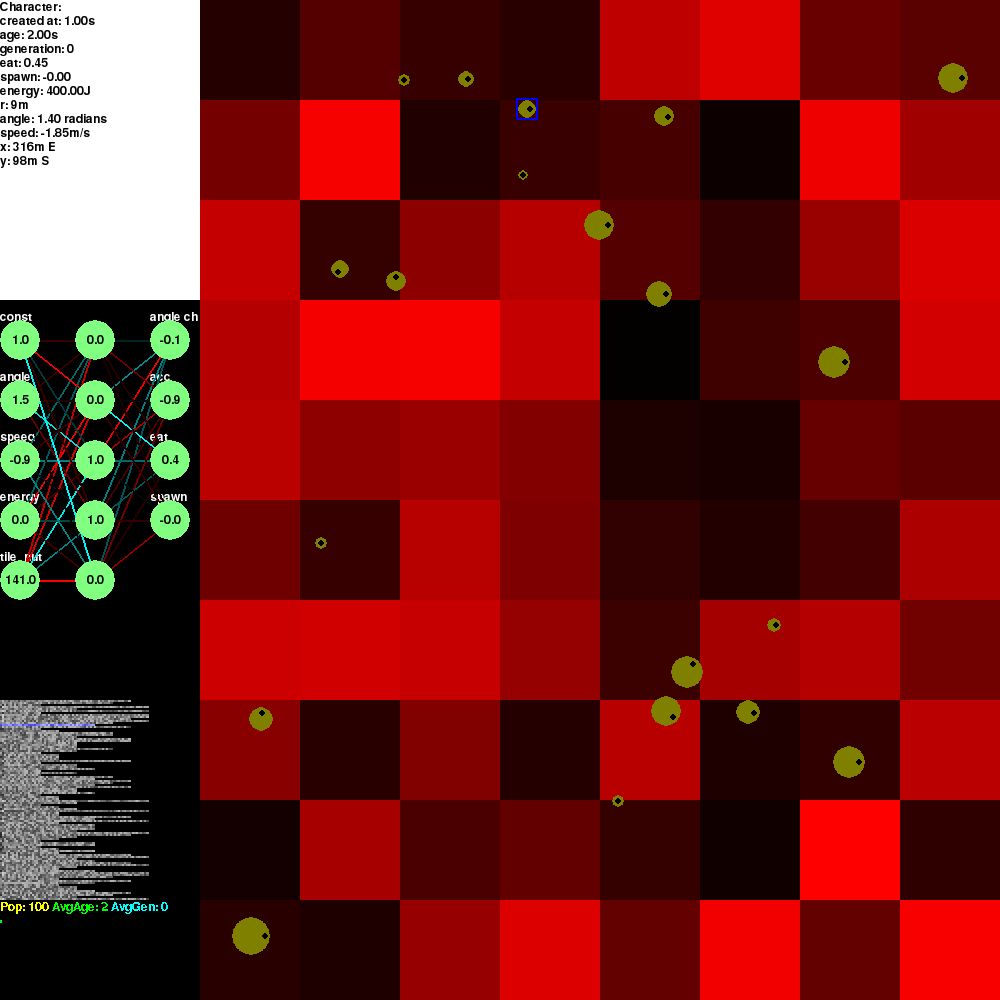 Character:
created at: 1.00s
age: 2.00s
generation: 0
eat: 0.45
spawn: -0.00
energy: 400.00J
r: 9m
angle: 1.40 radians
speed: -1.85m/s
x: 316m E
y: 98m S
const angle ch
1.0 0.0 -0.1
angle acc
1.5 0.0 -0.9
speed eat
-0.9 1.0 0.4
energy spawn
0.0 1.0 -0.0
tile_nut
141.0 0.0
Pop: 100 AvgAge: 2 AvgGen: 0